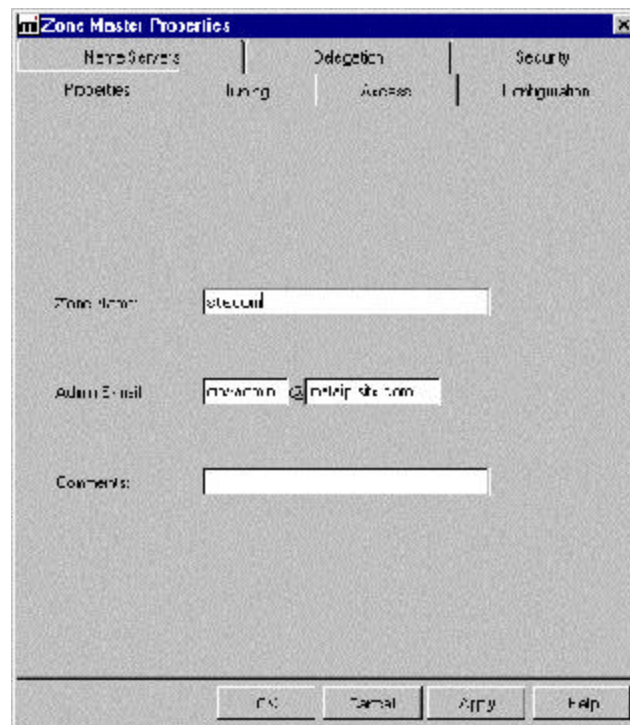 Zone Master Properties
Name Servers Delegation Security
Properties Tuning Access Configuration
Zone Name: site.com
Admin E-mail @
Comments:
OK Cancel Apply Help